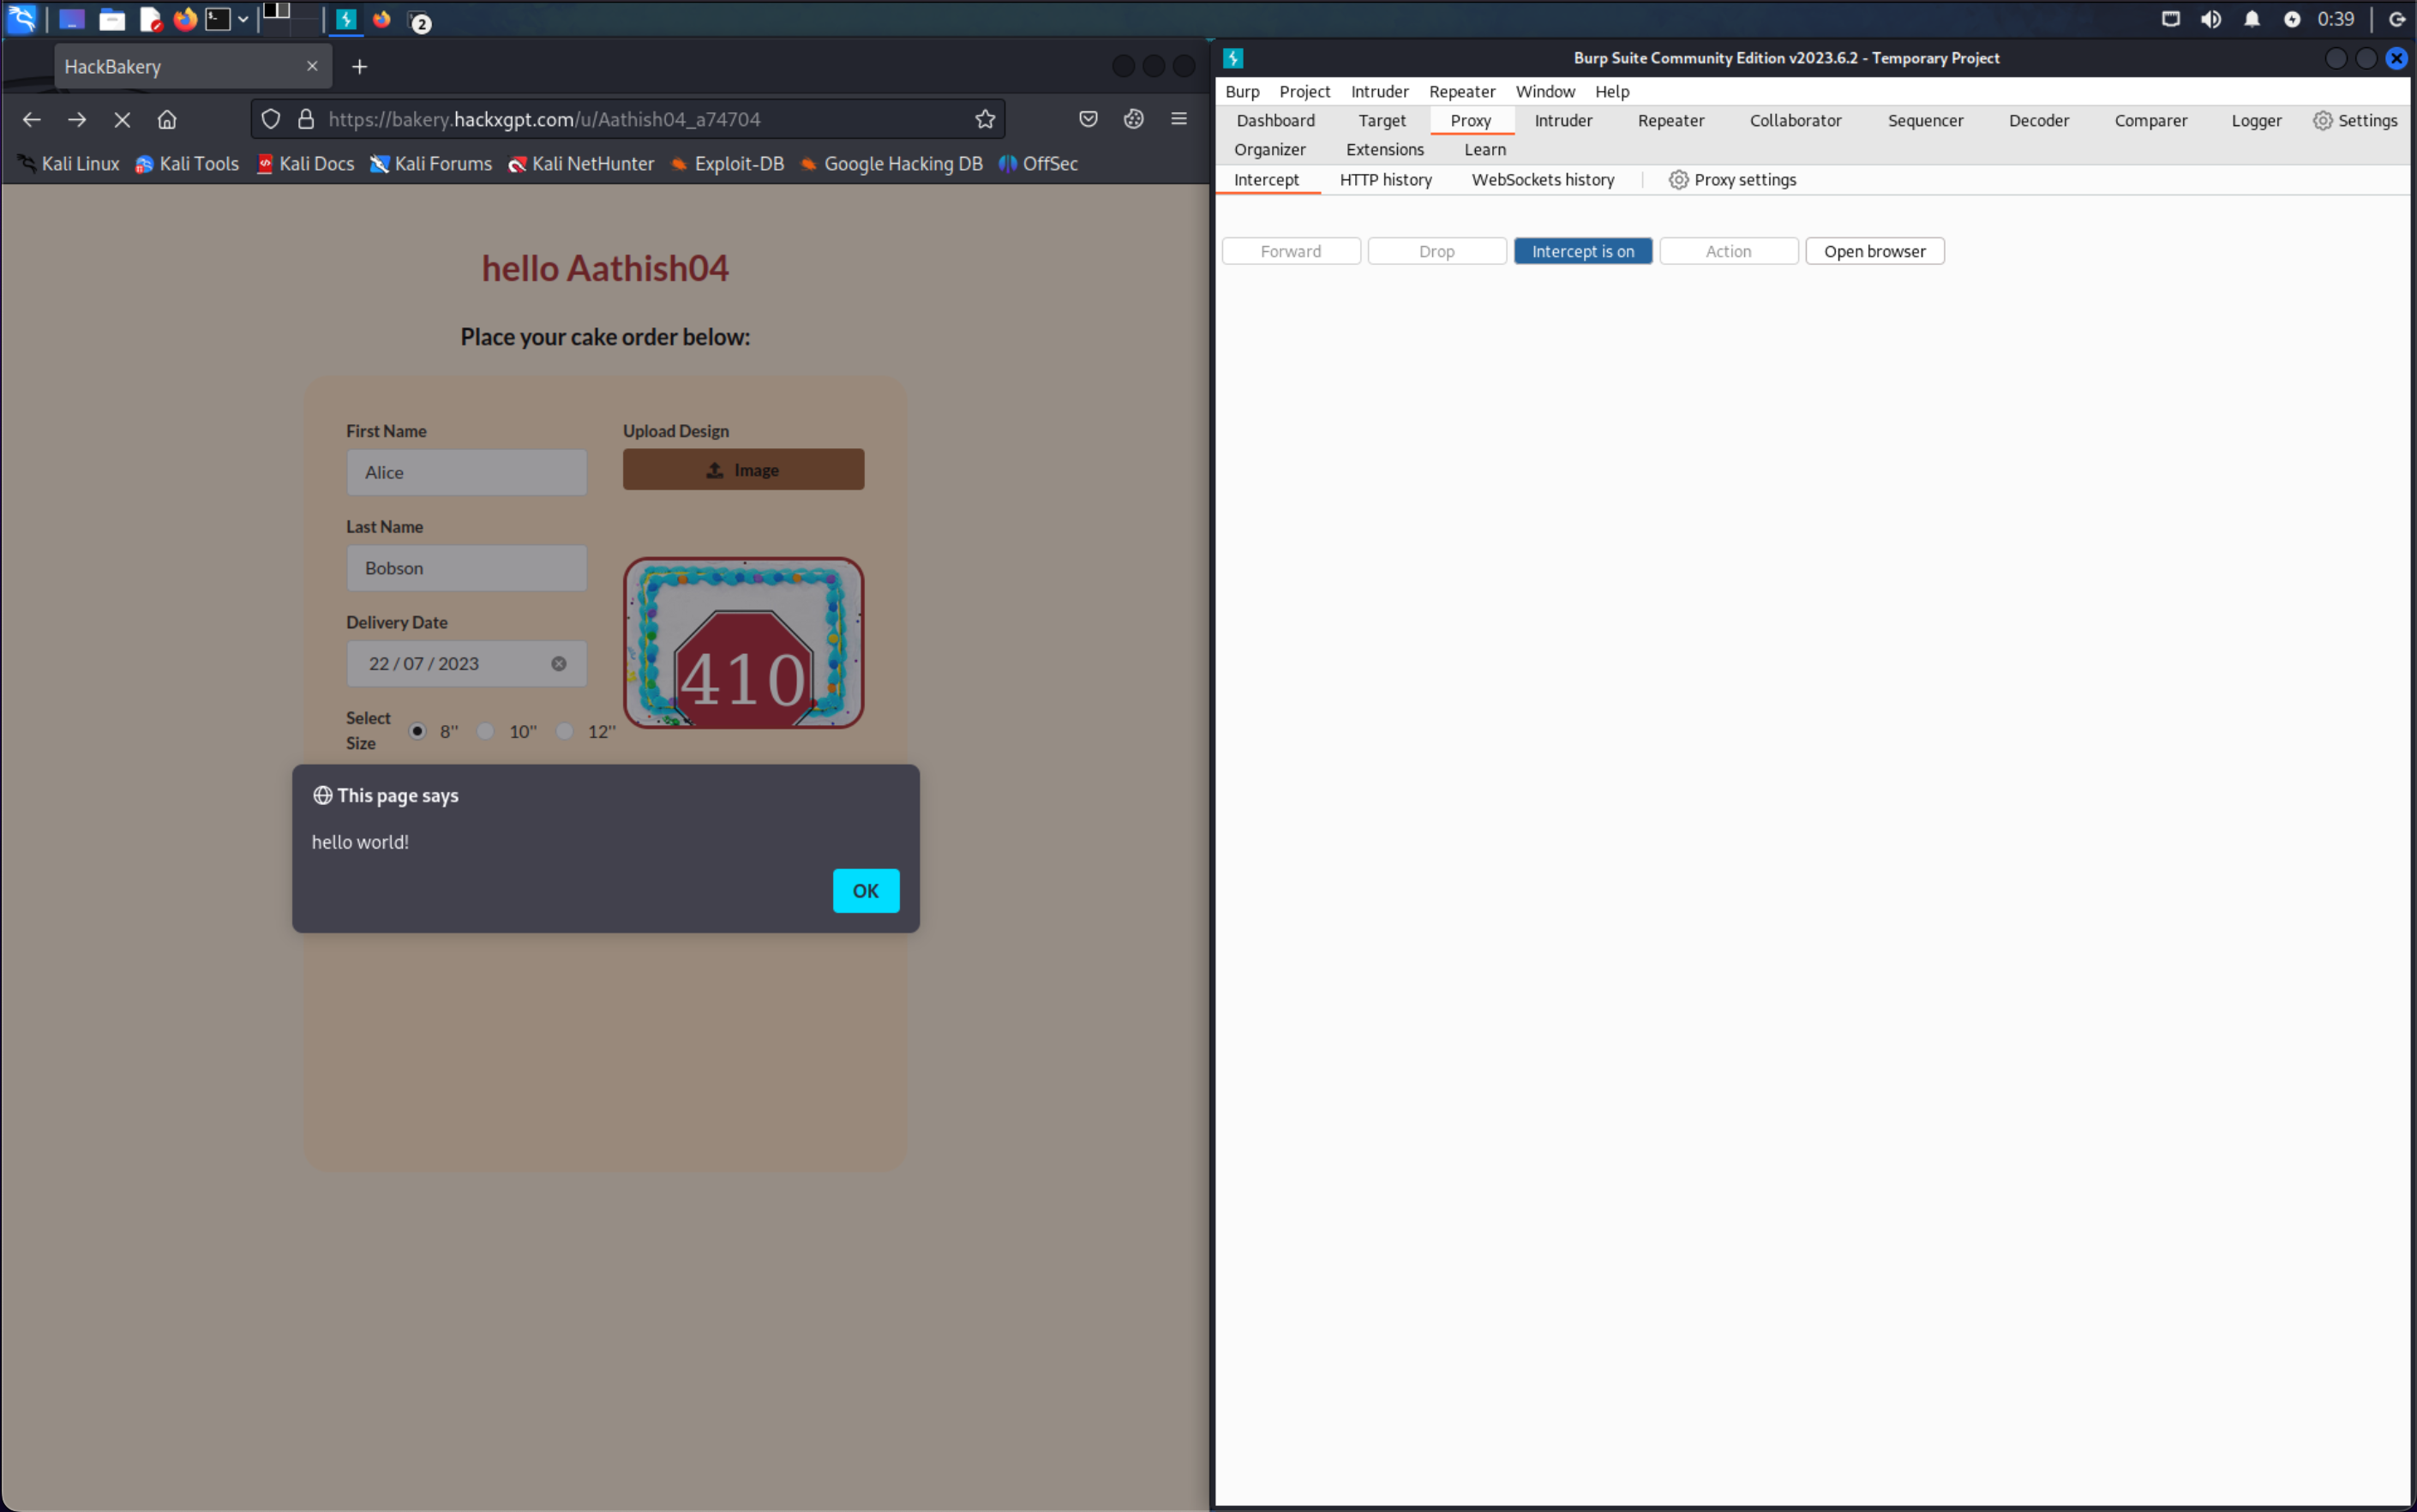 2
0:39
HackBakery
https://bakery.hackxgpt.com/u/Aathish04_a74704
Kali Linux Kali Tools Kali Docs Kali Forums Kali NetHunter Exploit-DB Google Hacking DB OffSec
hello Aathish04
Place your cake order below:
First Name
Alice
Last Name
Bobson
Delivery Date
22 / 07 / 2023
Select
Size
8" 10" 12"
Upload Design
Image
410
This page says
hello world!
OK
Burp Suite Community Edition v2023.6.2 - Temporary Project
Burp Project Intruder Repeater Window Help
Dashboard Target Proxy Intruder Repeater Collaborator Sequencer Decoder Comparer Logger Settings
Organizer Extensions Learn
Intercept HTTP history WebSockets history Proxy settings
Forward Drop Intercept is on Action Open browser